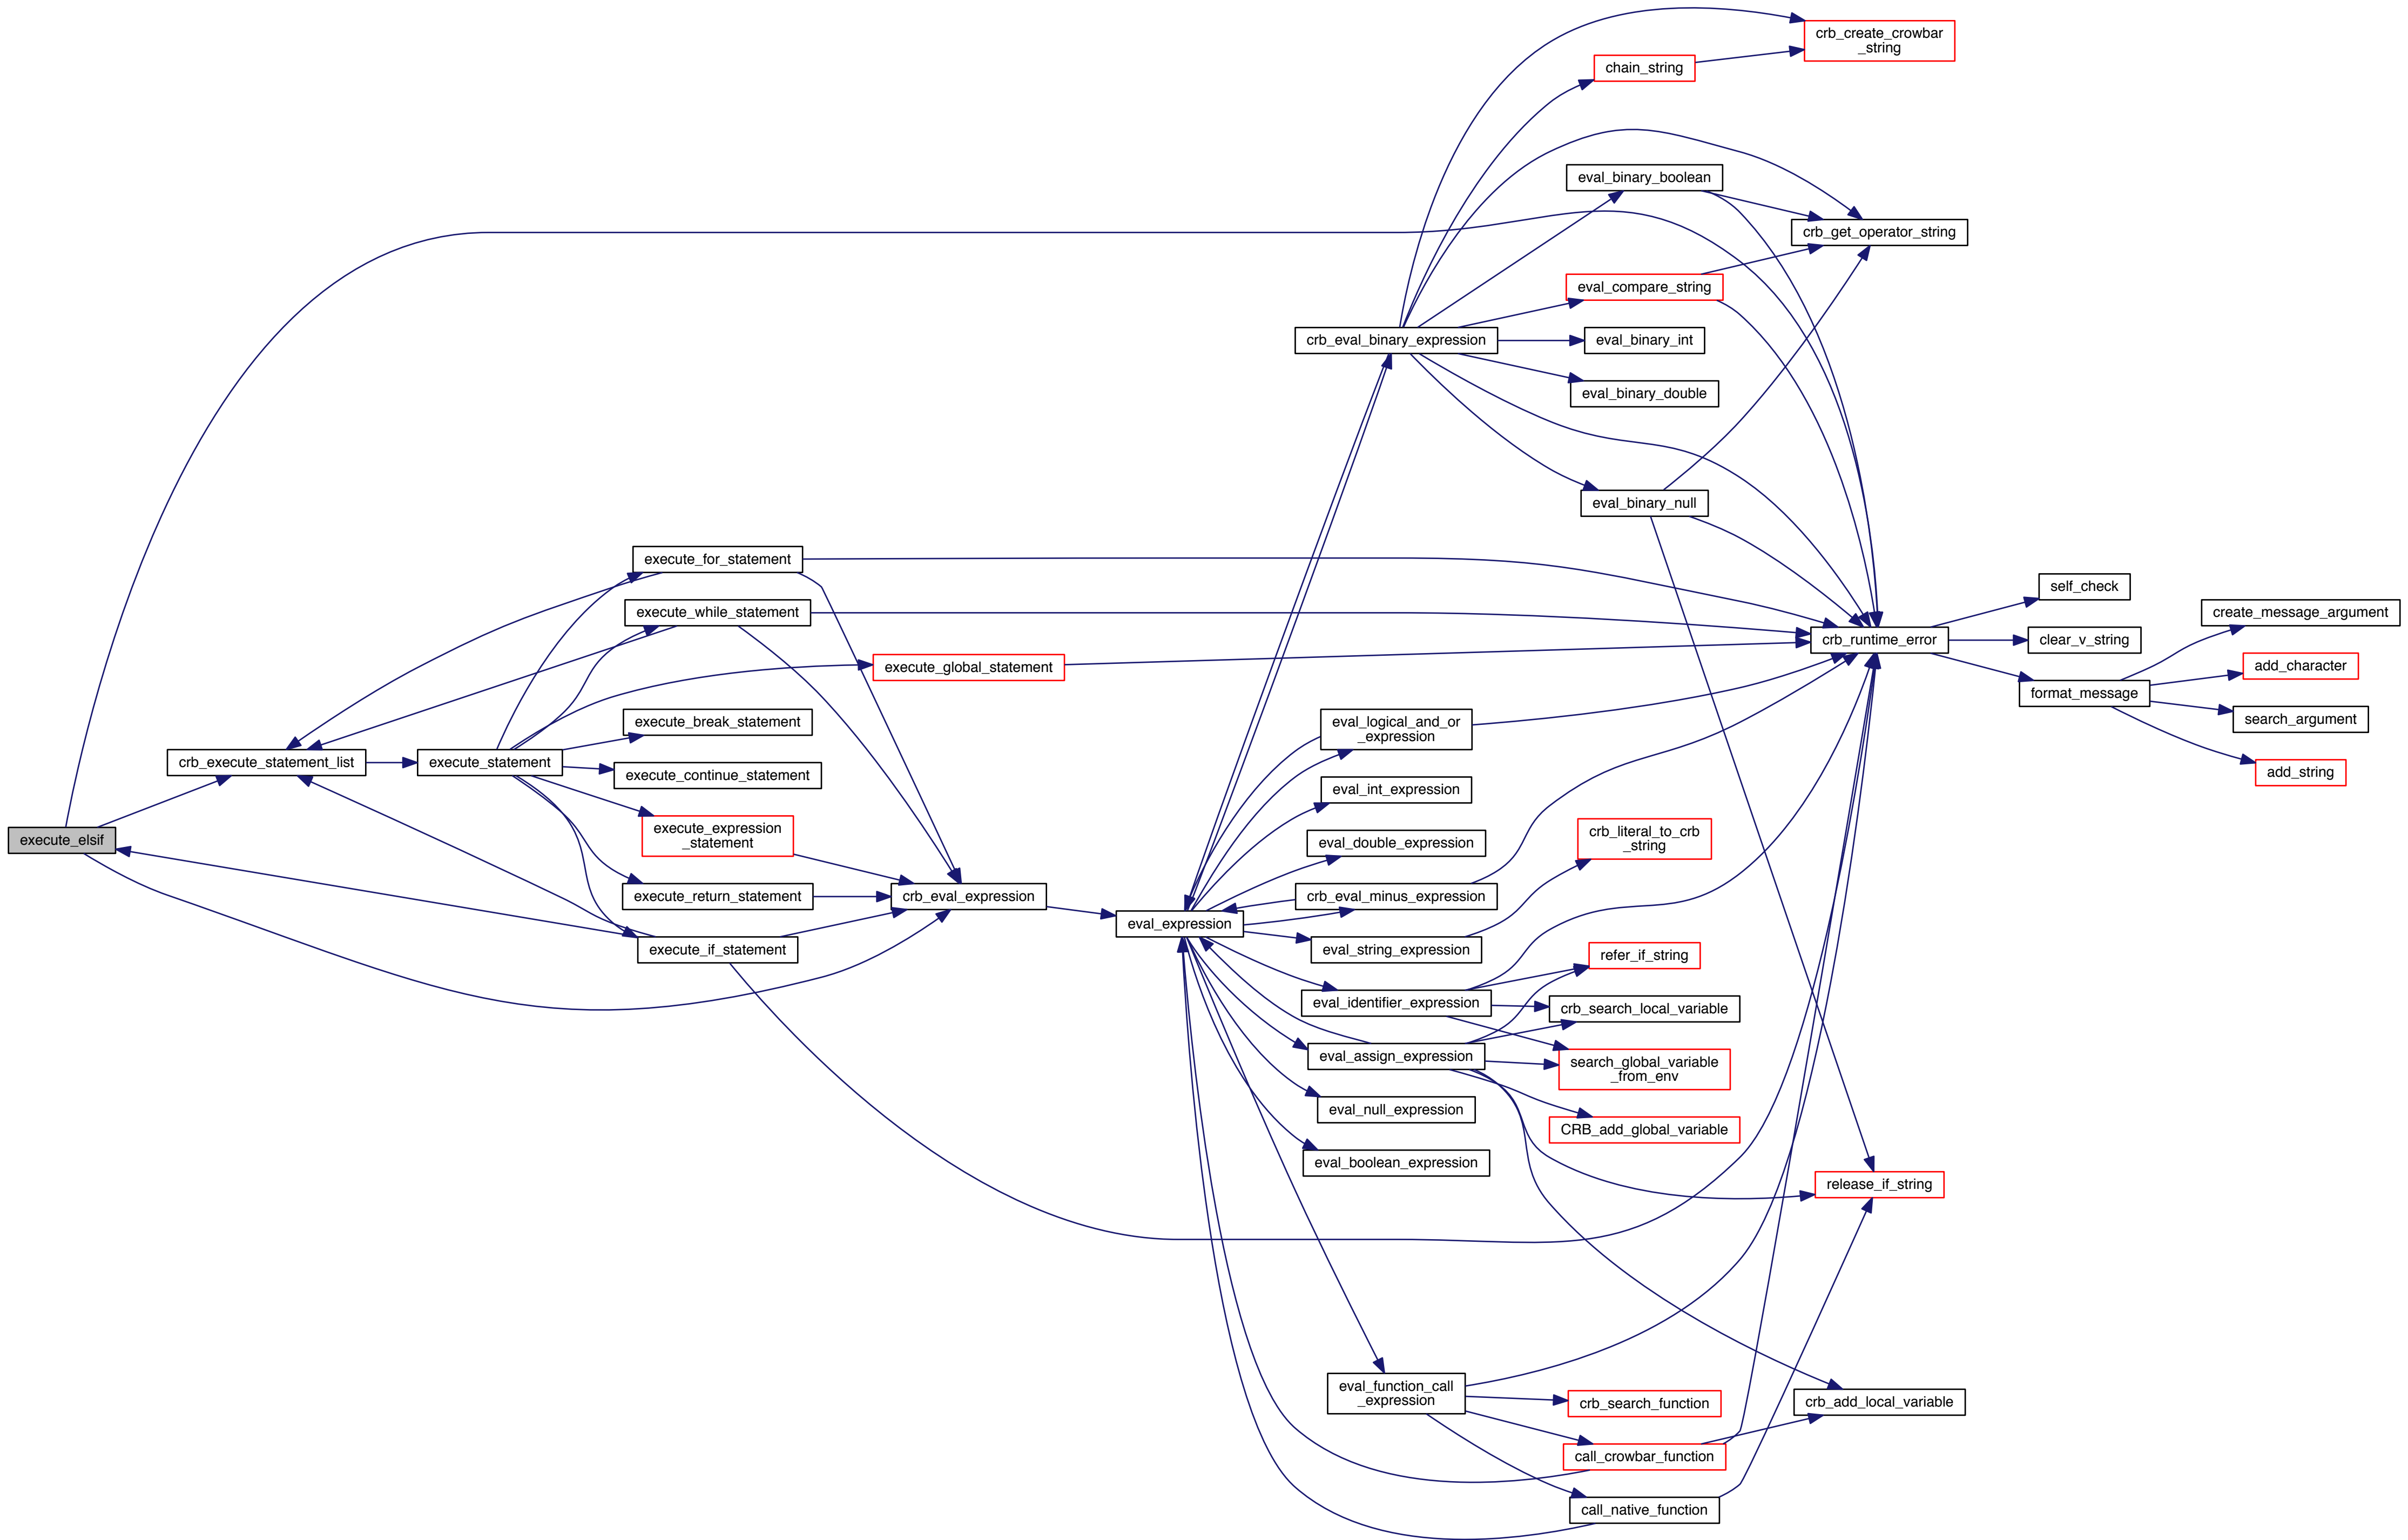 crb_create_crowbar
_string
chain_string
eval_binary_boolean
crb_get_operator_string
eval_compare_string
crb_eval_binary_expression
eval_binary_int
eval_binary_double
eval_binary_null
execute_for_statement
self_check
execute_while_statement
create_message_argument
crb_runtime_error
clear_v_string
execute_global_statement
add_character
format_message
execute_break_statement
eval_logical_and_or
_expression
search_argument
crb_execute_statement_list
execute_statement
execute_continue_statement
add_string
eval_int_expression
execute_elsif
execute_expression
_statement
eval_double_expression
crb_literal_to_crb
_string
execute_return_statement
crb_eval_expression
crb_eval_minus_expression
eval_expression
execute_if_statement
eval_string_expression
refer_if_string
eval_identifier_expression
crb_search_local_variable
eval_assign_expression
search_global_variable
_from_env
eval_null_expression
CRB_add_global_variable
eval_boolean_expression
release_if_string
eval_function_call
_expression
crb_search_function
crb_add_local_variable
call_crowbar_function
call_native_function